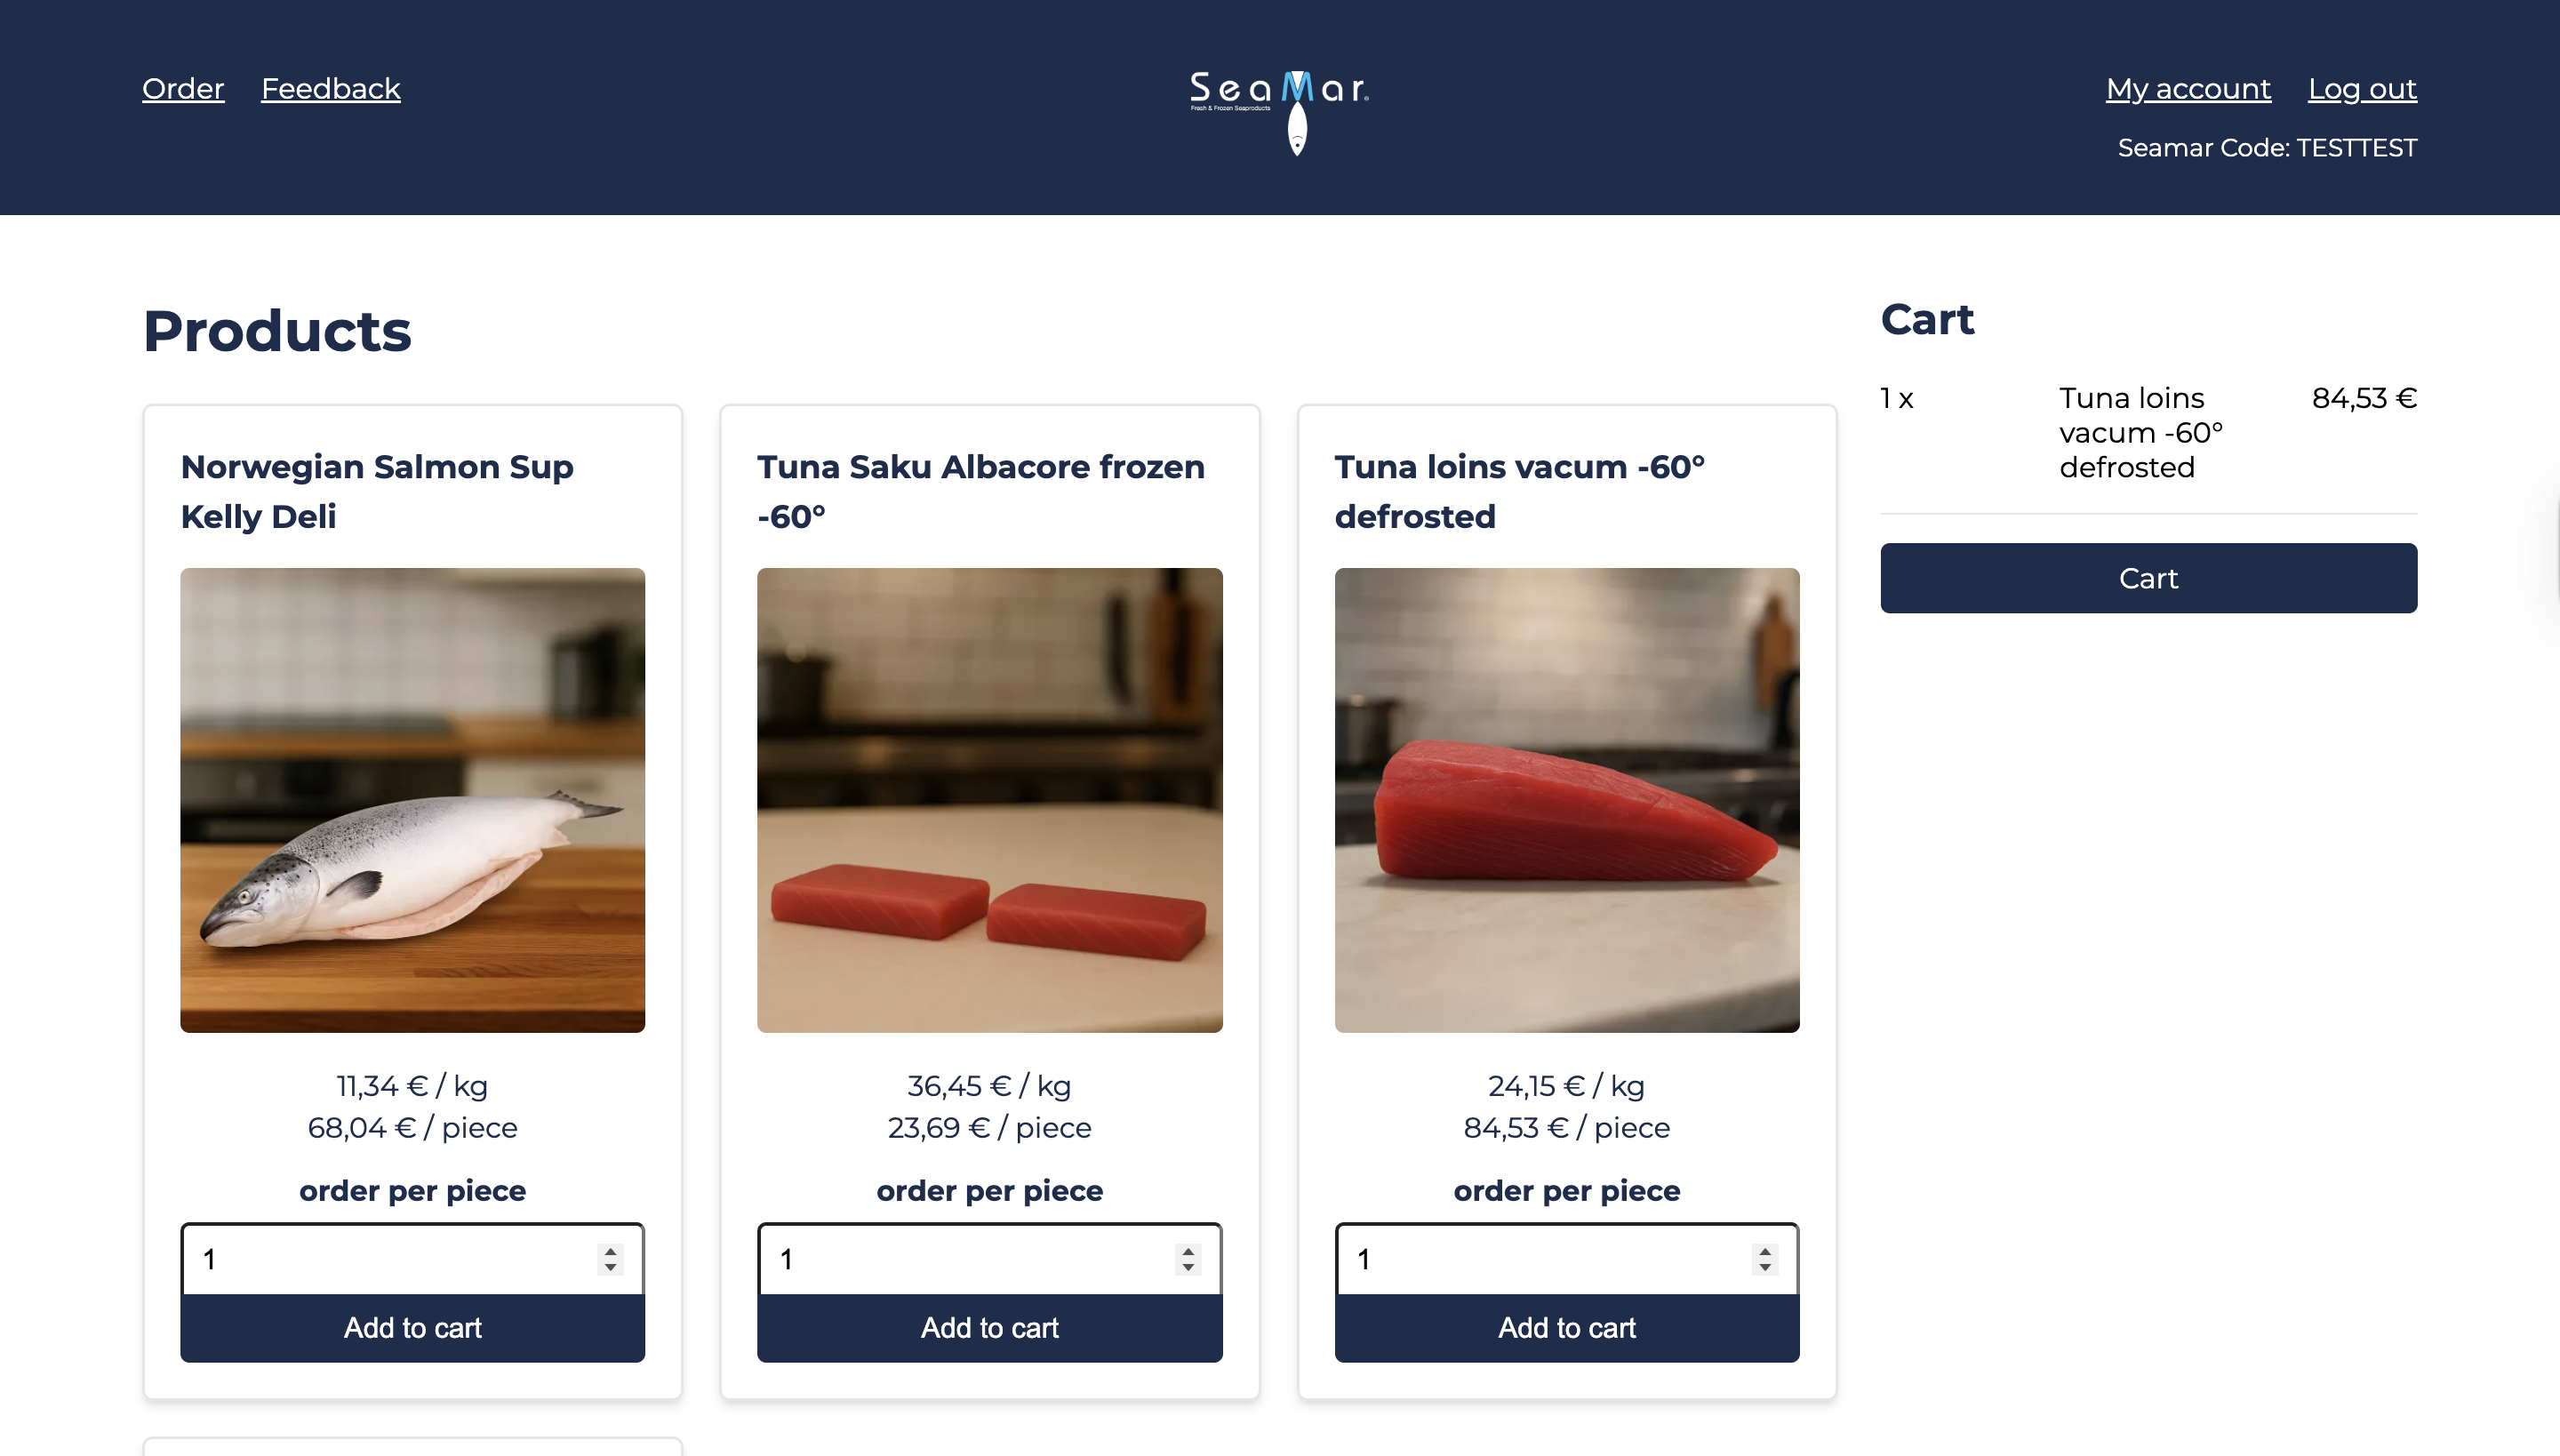 Order Feedback
SeaMar
Fresh & Frozen Seaproducts
My account Log out
Seamar Code: TESTTEST
Products
Norwegian Salmon Sup
Kelly Deli
11,34 € / kg
68,04 € / piece
order per piece
1
Add to cart
Tuna Saku Albacore frozen
-60°
36,45 € / kg
23,69 € / piece
order per piece
1
Add to cart
Tuna loins vacum -60°
defrosted
24,15 € / kg
84,53 € / piece
order per piece
1
Add to cart
Cart
1 x Tuna loins 84,53 €
vacum -60°
defrosted
Cart